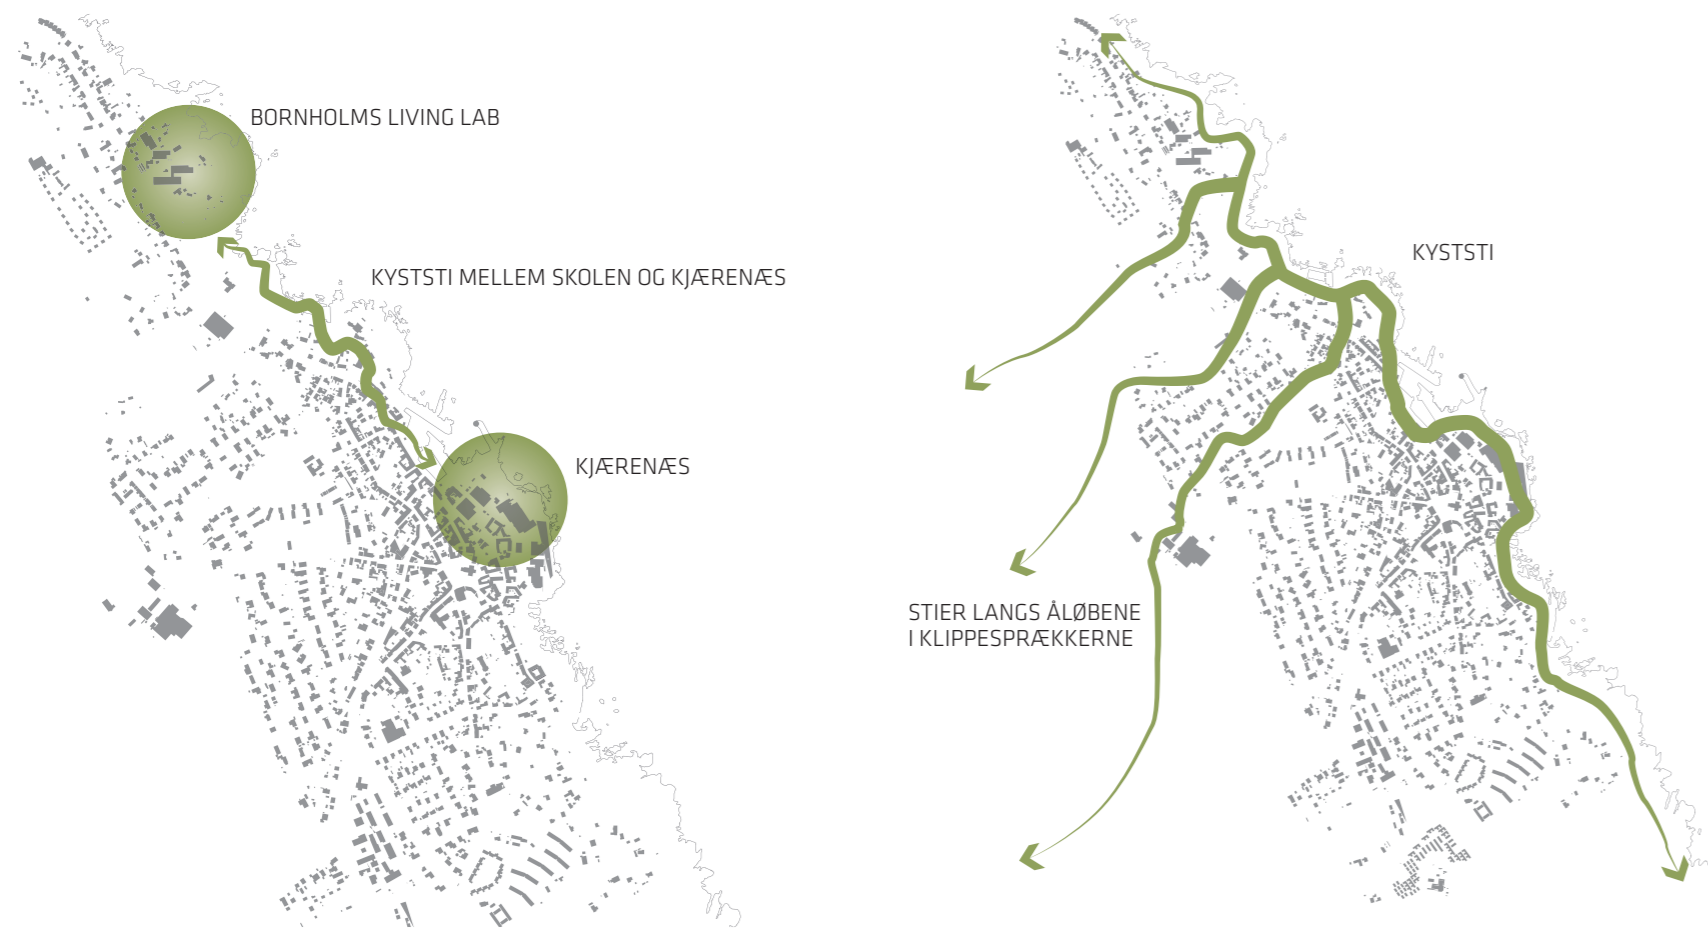 BORNHOLMS LIVING LAB
KYSTSTI MELLEM SKOLEN OG KJÆRENÆS
KJÆRENÆS
KYSTSTI
STIER LANGS ÅLØBENE
I KLIPPESPRÆKKERNE